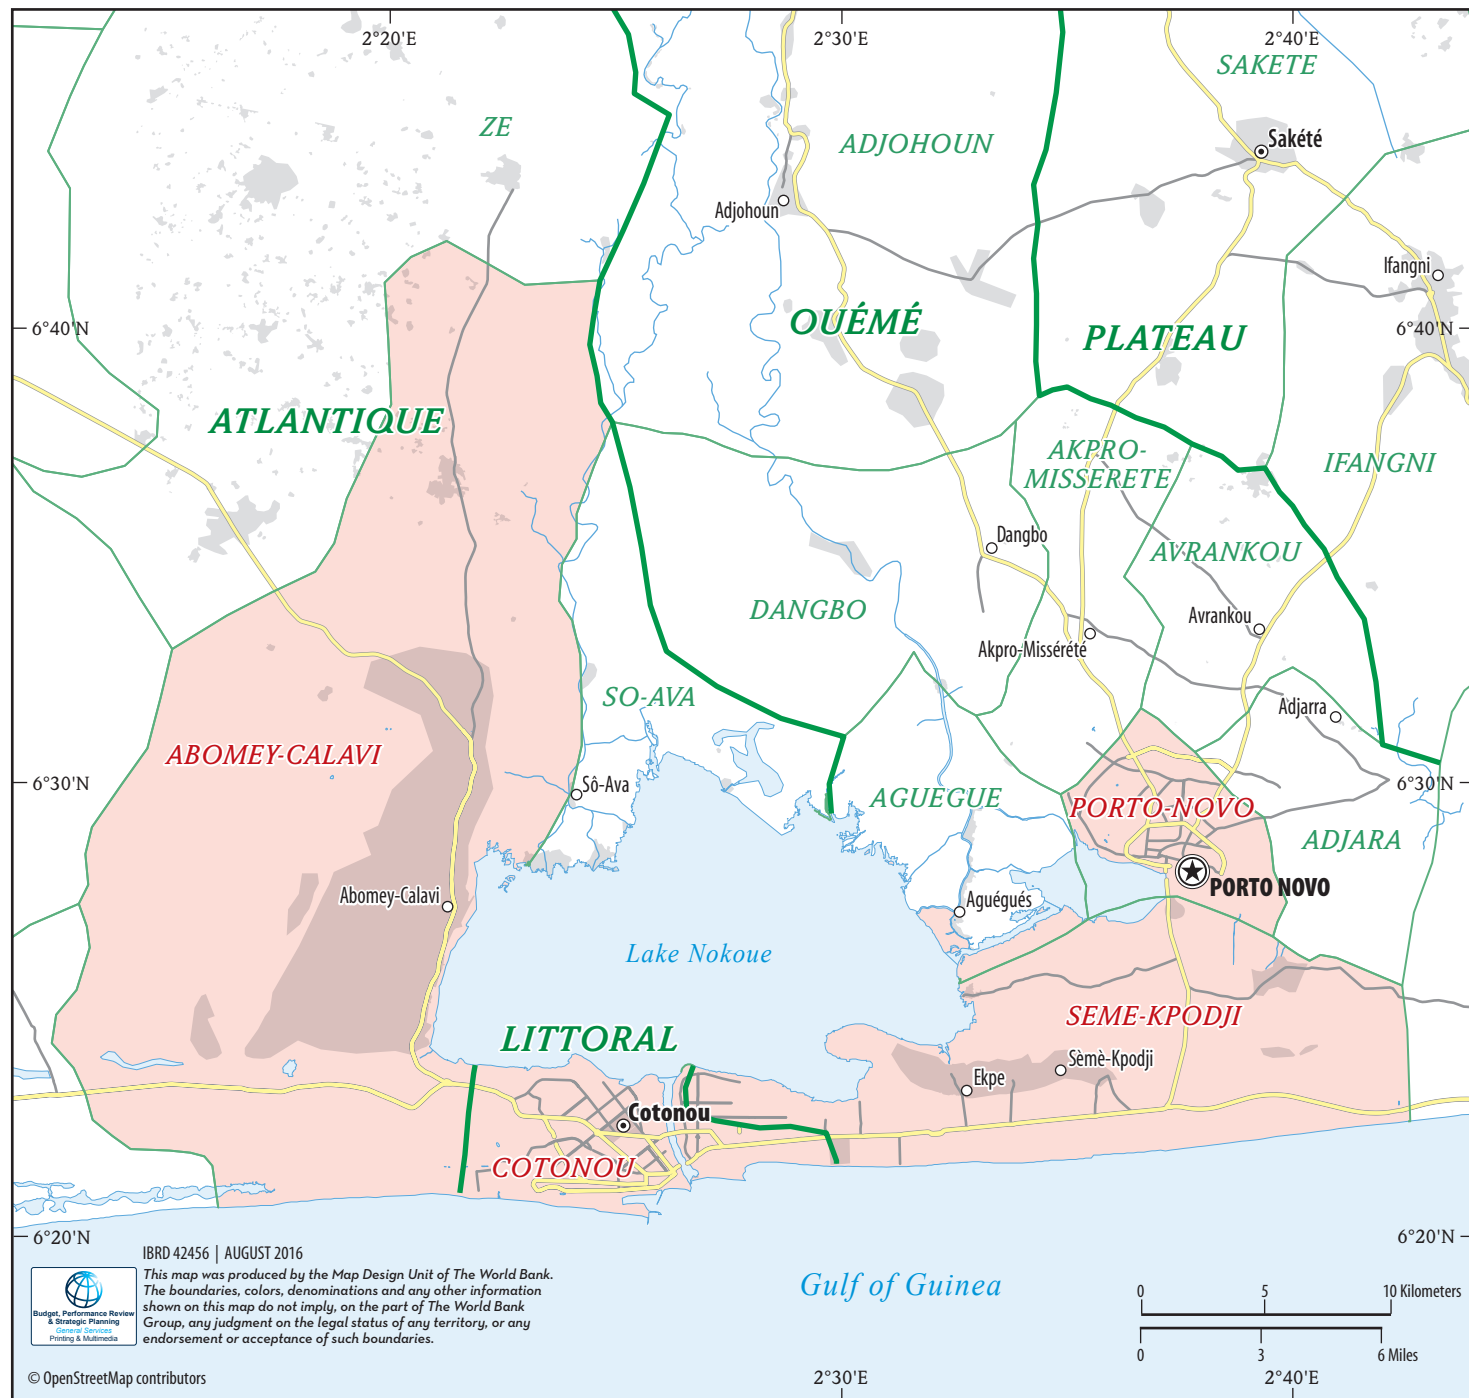 2°20'E
2°30'E
2°40'E
SAKETE
ZE
ADJOHOUN
Sakété
Adjohoun
Ifangni
6°40'N
OUÉMÉ
PLATEAU
6°40'N
ATLANTIQUE
AKPRO-
MISSERETE
IFANGNI
Dangbo
AVRANKOU
DANGBO
Avrankou
Akpro-Missérété
SO-AVA
Adjarra
ABOMEY-CALAVI
6°30'N
Sô-Ava
AGUEGUE
PORTO-NOVO
6°30'N
ADJARA
Abomey-Calavi
Aguégués
PORTO NOVO
Lake Nokoue
SEME-KPODJI
LITTORAL
Sèmè-Kpodji
Ekpe
Cotonou
COTONOU
6°20'N
6°20'N
IBRD 42456 | AUGUST 2016
This map was produced by the Map Design Unit of The World Bank.
The boundaries, colors, denominations and any other information
shown on this map do not imply, on the part of The World Bank
Group, any judgment on the legal status of any territory, or any
endorsement or acceptance of such boundaries.
Budget, Performance Review
& Strategic Planning
General Services
Printing & Multimedia
Gulf of Guinea
0 5 10 Kilometers
0 3 6 Miles
© OpenStreetMap contributors
2°30'E
2°40'E